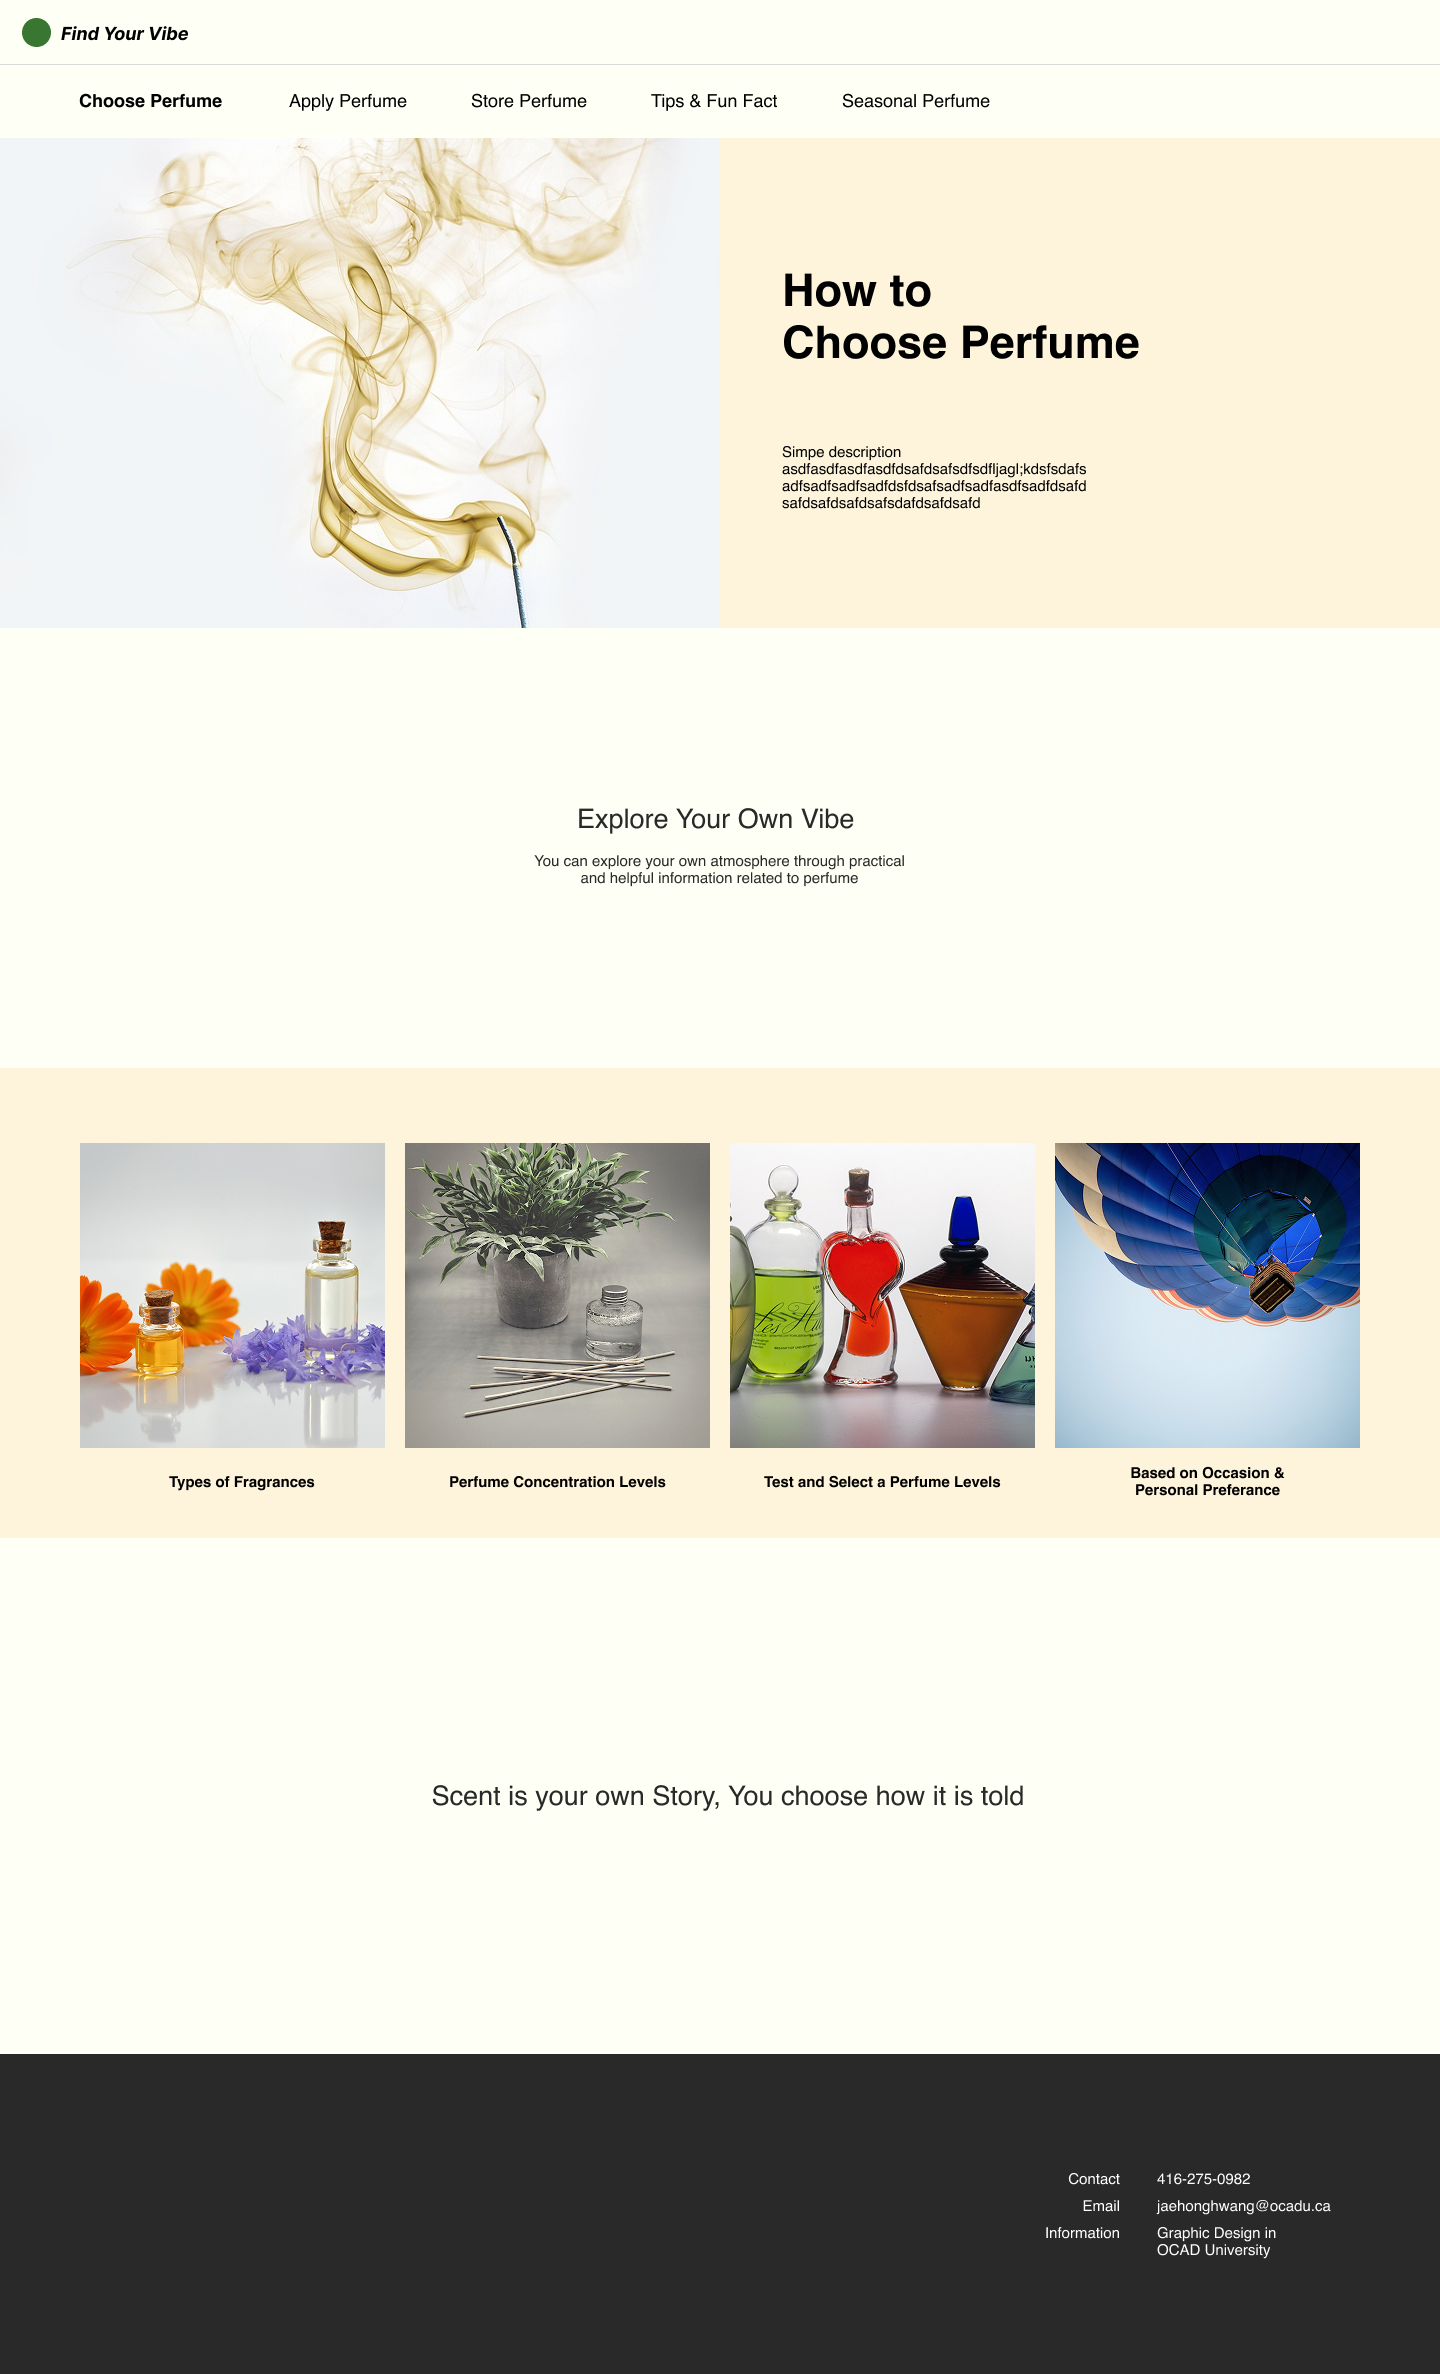 Find Your Vibe
Choose Perfume
Apply Perfume
Store Perfume
Tips & Fun Fact
Seasonal Perfume
How to
Choose Perfume
Simpe description
asdfasdfasdfasdfdsafdsafsdfsdfljagl;kdsfsdafs
adfsadfsadfsadfdsfdsafsadfsadfasdfsadfdsafd
safdsafdsafdsafsdafdsafdsafd
Explore Your Own Vibe
You can explore your own atmosphere through practical
and helpful information related to perfume
Types of Fragrances
Perfume Concentration Levels
Test and Select a Perfume Levels
Based on Occasion &
Personal Preferance
Scent is your own Story, You choose how it is told
Contact 416-275-0982
Email jaehonghwang@ocadu.ca
Information Graphic Design in
OCAD University